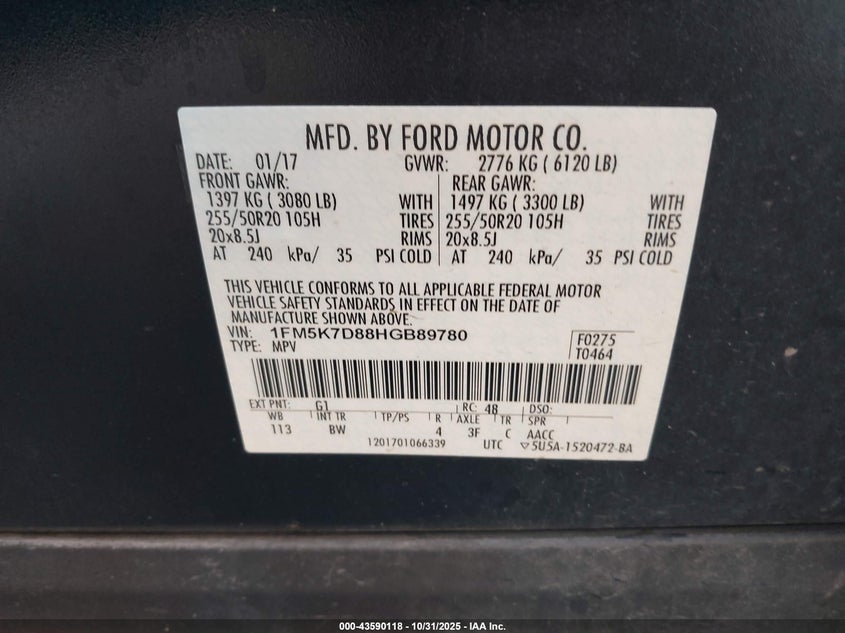 MFD. BY FORD MOTOR CO.
DATE: 01/17 GVWR: 2776 KG ( 6120 LB)
FRONT GAWR: REAR GAWR:
1397 KG ( 3080 LB) WITH 1497 KG ( 3300 LB) WITH
255/50R20 105H TIRES 255/50R20 105H TIRES
20x8.5J RIMS 20x8.5J RIMS
AT 240 kPa/ 35 PSI COLD AT 240 kPa/ 35 PSI COLD
THIS VEHICLE CONFORMS TO ALL APPLICABLE FEDERAL MOTOR
VEHICLE SAFETY STANDARDS IN EFFECT ON THE DATE OF
MANUFACTURE SHOWN ABOVE.
VIN: 1FM5K7D88HGB89780 F0275
TYPE: MPV T0464
EXT PNT: G1 RC: 48 DSO:
WB INT TR TP/PS R AXLE TR SPR
113 BW 4 3F C AACC
1201701066339 UTC ▽5U5A-1520472-BA
000-43590118 - 10/31/2025 - IAA Inc.